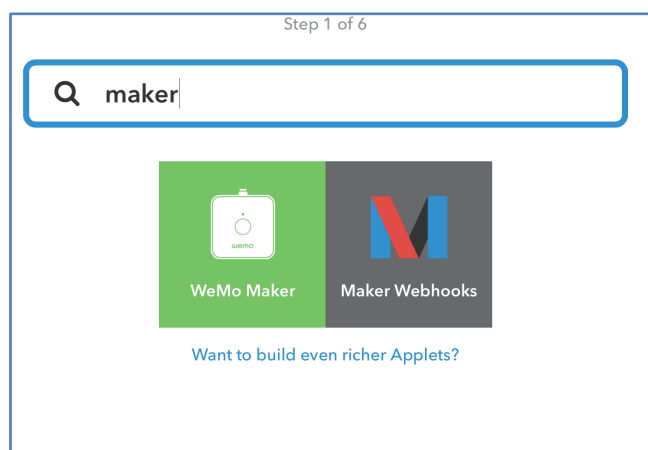 Step 1 of 6
maker
wemo
WeMo Maker
Maker Webhooks
Want to build even richer Applets?